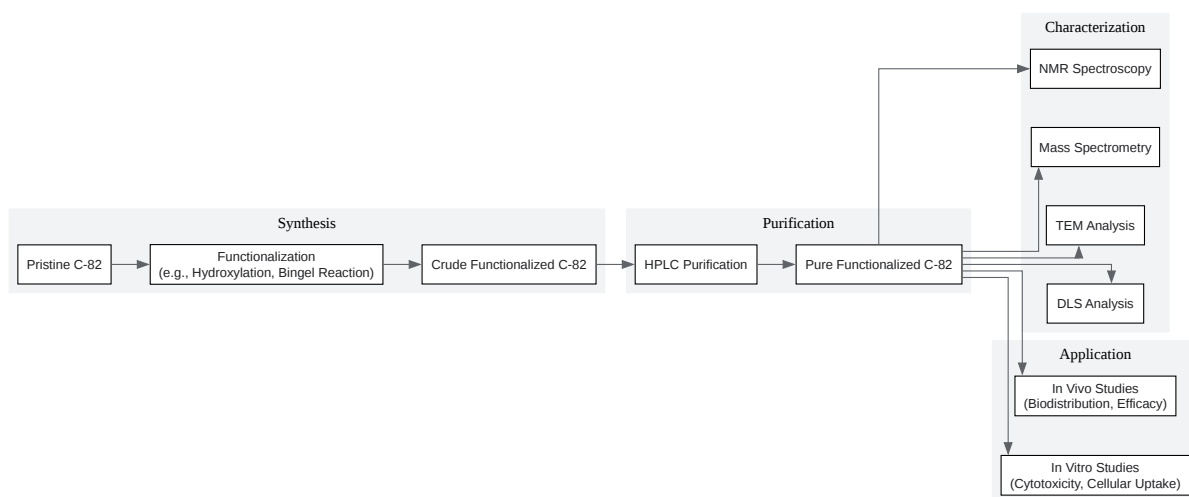 Characterization
NMR Spectroscopy
Mass Spectrometry
Synthesis
Purification
TEM Analysis
Pristine C-82
Functionalization
(e.g., Hydroxylation, Bingel Reaction)
Crude Functionalized C-82
HPLC Purification
Pure Functionalized C-82
DLS Analysis
Application
In Vivo Studies
(Biodistribution, Efficacy)
In Vitro Studies
(Cytotoxicity, Cellular Uptake)